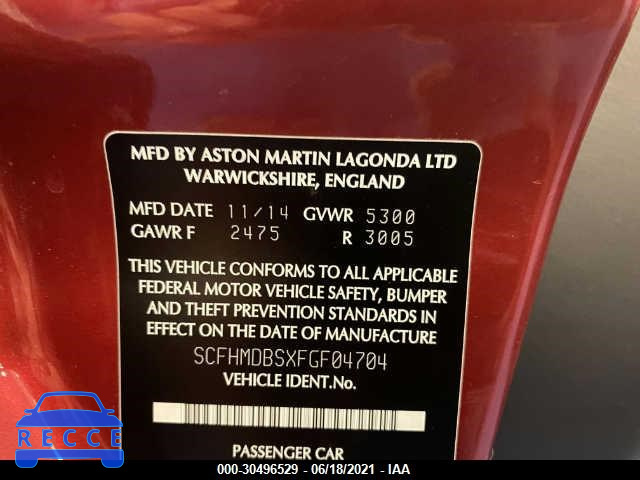 MFD BY ASTON MARTIN LAGONDA LTD
WARWICKSHIRE, ENGLAND
MFD DATE 11/14 GVWR 5300
GAWR F 2475 R 3005
THIS VEHICLE CONFORMS TO ALL APPLICABLE
FEDERAL MOTOR VEHICLE SAFETY, BUMPER
AND THEFT PREVENTION STANDARDS IN
EFFECT ON THE DATE OF MANUFACTURE
SCFHMDBSXFGF04704
VEHICLE IDENT.No.
PASSENGER CAR
RECCE
000-30496529 - 06/18/2021 - IAA